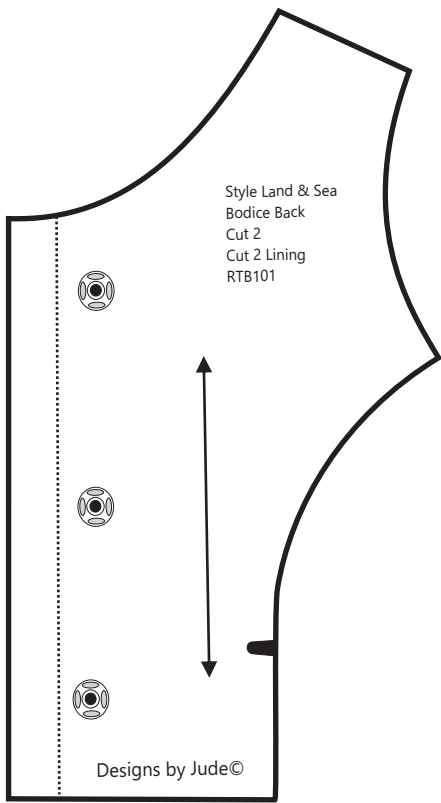 Style Land & Sea
Bodice Back
Cut 2
Cut 2 Lining
RTB101
Designs by Jude©